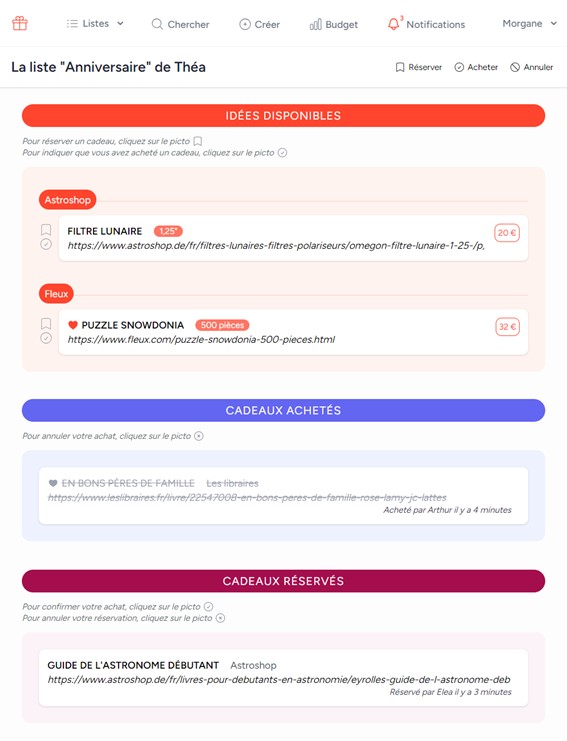 Listes
Chercher
Créer
Budget
3
Notifications
Morgane
La liste "Anniversaire" de Théa
Réserver
Acheter
Annuler
IDÉES DISPONIBLES
Pour réserver un cadeau, cliquez sur le picto
Pour indiquer que vous avez acheté un cadeau, cliquez sur le picto
Astroshop
FILTRE LUNAIRE 1,25"
20 €
https://www.astroshop.de/fr/filtres-lunaires-filtres-polariseurs/omegon-filtre-lunaire-1-25-/p,
Fleux
PUZZLE SNOWDONIA 500 pièces
32 €
https://www.fleux.com/puzzle-snowdonia-500-pieces.html
CADEAUX ACHETÉS
Pour annuler votre achat, cliquez sur le picto
EN BONS PÈRES DE FAMILLE Les libraires
https://www.leslibraires.fr/livre/22547008-en-bons-peres-de-famille-rose-lamy-jc-lattes
Acheté par Arthur il y a 4 minutes
CADEAUX RÉSERVÉS
Pour confirmer votre achat, cliquez sur le picto
Pour annuler votre réservation, cliquez sur le picto
GUIDE DE L'ASTRONOME DÉBUTANT Astroshop
https://www.astroshop.de/fr/livres-pour-debutants-en-astronomie/eyrolles-guide-de-l-astronome-deb
Réservé par Elea il y a 3 minutes